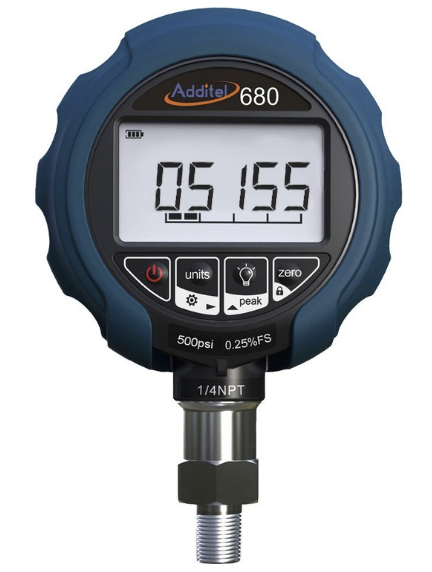 Additel 680
05155
units
zero
peak
500psi 0.25%FS
1/4NPT